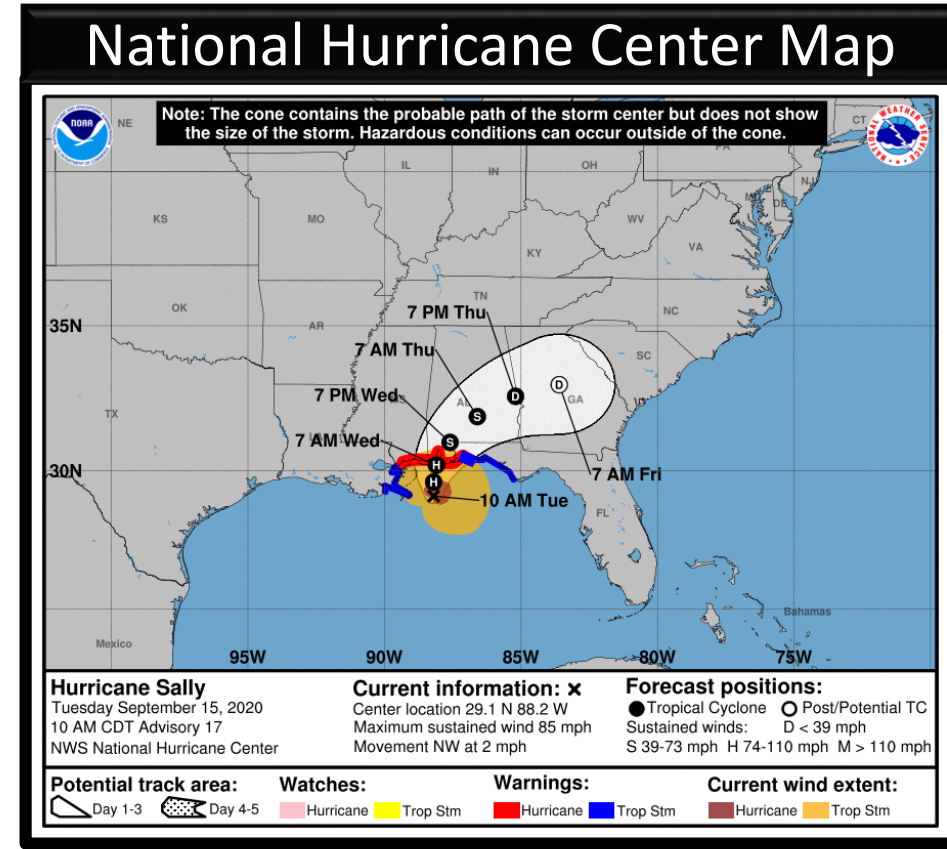 National Hurricane Center Map
Note: The cone contains the probable path of the storm center but does not show
the size of the storm. Hazardous conditions can occur outside of the cone.
NOAA
NATIONAL WEATHER SERVICE
NE
CT
IL
IN
OH
PA
NJ
DE
KS
MO
WV
KY
VA
OK
TN
NC
7 PM Thu
35N
AR
7 AM Thu
SC
7 PM Wed
AL
D
D
GA
TX
S
7 AM Wed
S
H
30N
7 AM Fri
H
10 AM Tue
FL
Bahamas
Mexico
95W
90W
85W
80W
75W
Hurricane Sally
Tuesday September 15, 2020
10 AM CDT Advisory 17
NWS National Hurricane Center
Current information: ×
Center location 29.1 N 88.2 W
Maximum sustained wind 85 mph
Movement NW at 2 mph
Forecast positions:
Tropical Cyclone Post/Potential TC
Sustained winds: D < 39 mph
S 39-73 mph H 74-110 mph M > 110 mph
Potential track area:
Day 1-3 Day 4-5
Watches:
Hurricane Trop Stm
Warnings:
Hurricane Trop Stm
Current wind extent:
Hurricane Trop Stm